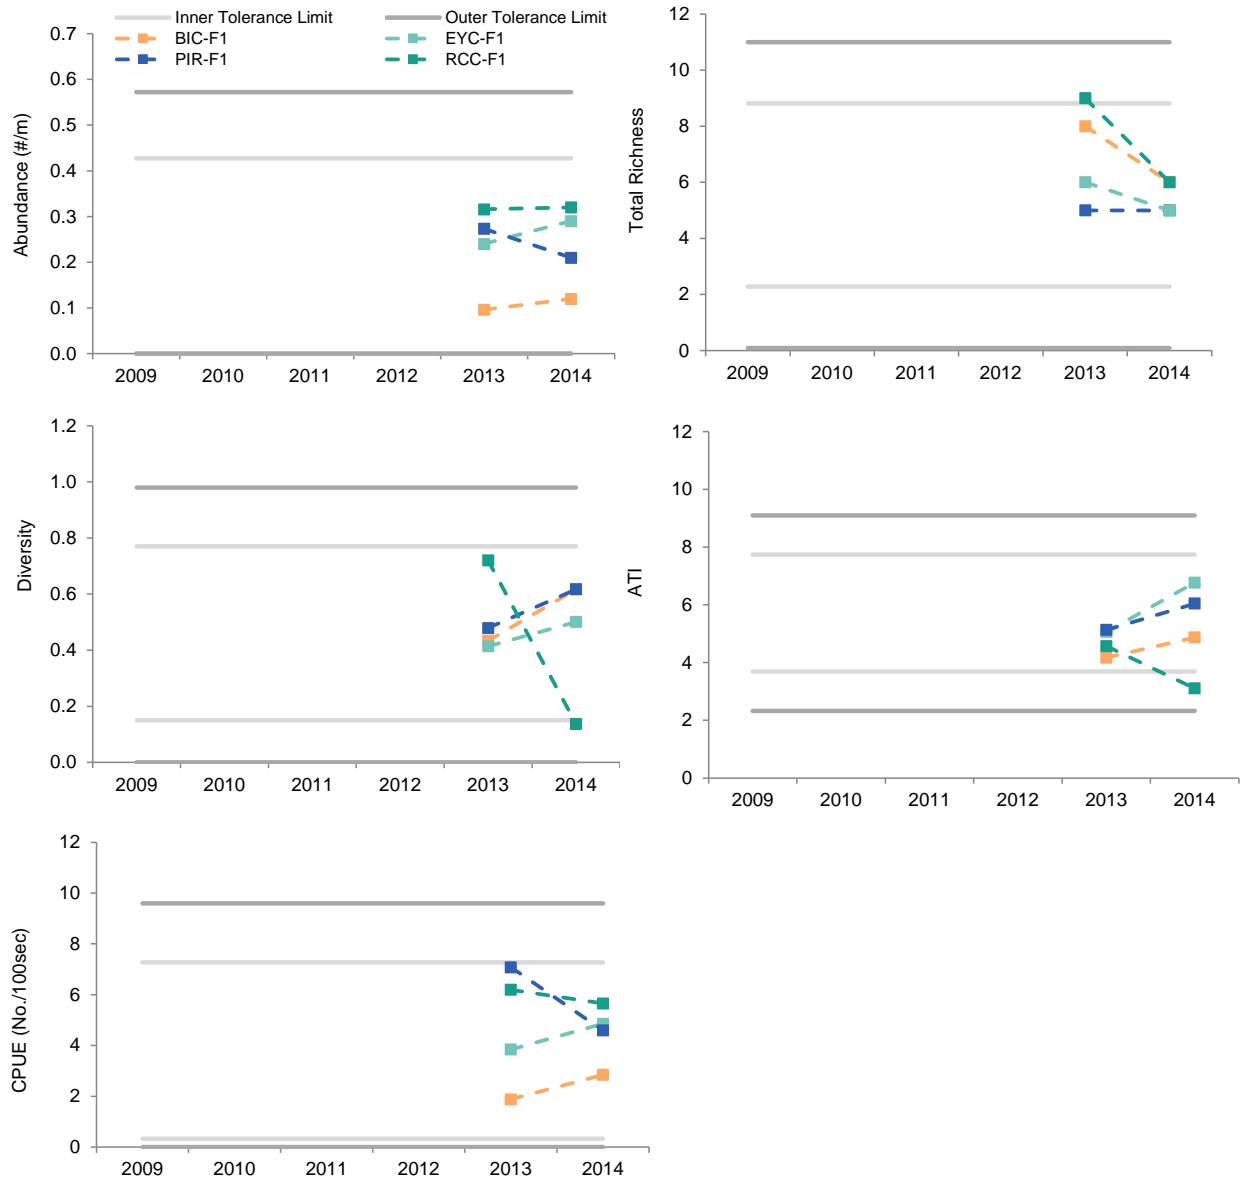 Inner Tolerance Limit
Outer Tolerance Limit
BIC-F1
EYC-F1
PIR-F1
RCC-F1
Abundance (#/m)
0.7
0.6
0.5
0.4
0.3
0.2
0.1
0.0
2009 2010 2011 2012 2013 2014
Total Richness
12
10
8
6
4
2
0
2009 2010 2011 2012 2013 2014
Diversity
1.2
1.0
0.8
0.6
0.4
0.2
0.0
2009 2010 2011 2012 2013 2014
ATI
12
10
8
6
4
2
0
2009 2010 2011 2012 2013 2014
CPUE (No./100sec)
12
10
8
6
4
2
0
2009 2010 2011 2012 2013 2014